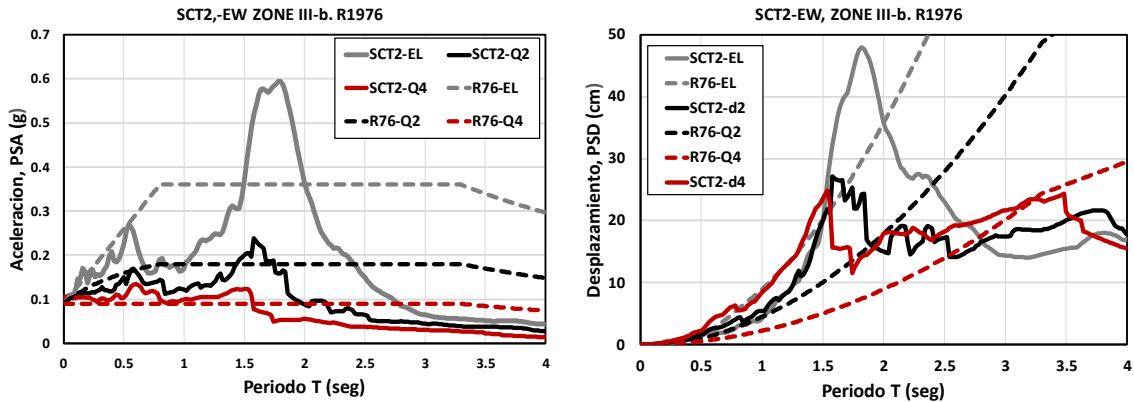 SCT2,-EW ZONE III-b. R1976
Aceleracion, PSA (g)
0.7
0.6
0.5
0.4
0.3
0.2
0.1
0
SCT2-EL
SCT2-Q2
SCT2-Q4
R76-EL
R76-Q2
R76-Q4
0
0.5
1
1.5
2
2.5
3
3.5
4
Periodo T (seg)
SCT2-EW, ZONE III-b. R1976
Desplazamiento, PSD (cm)
50
40
30
20
10
0
SCT2-EL
R76-EL
SCT2-d2
R76-Q2
R76-Q4
SCT2-d4
0
0.5
1
1.5
2
2.5
3
3.5
4
Periodo T (seg)